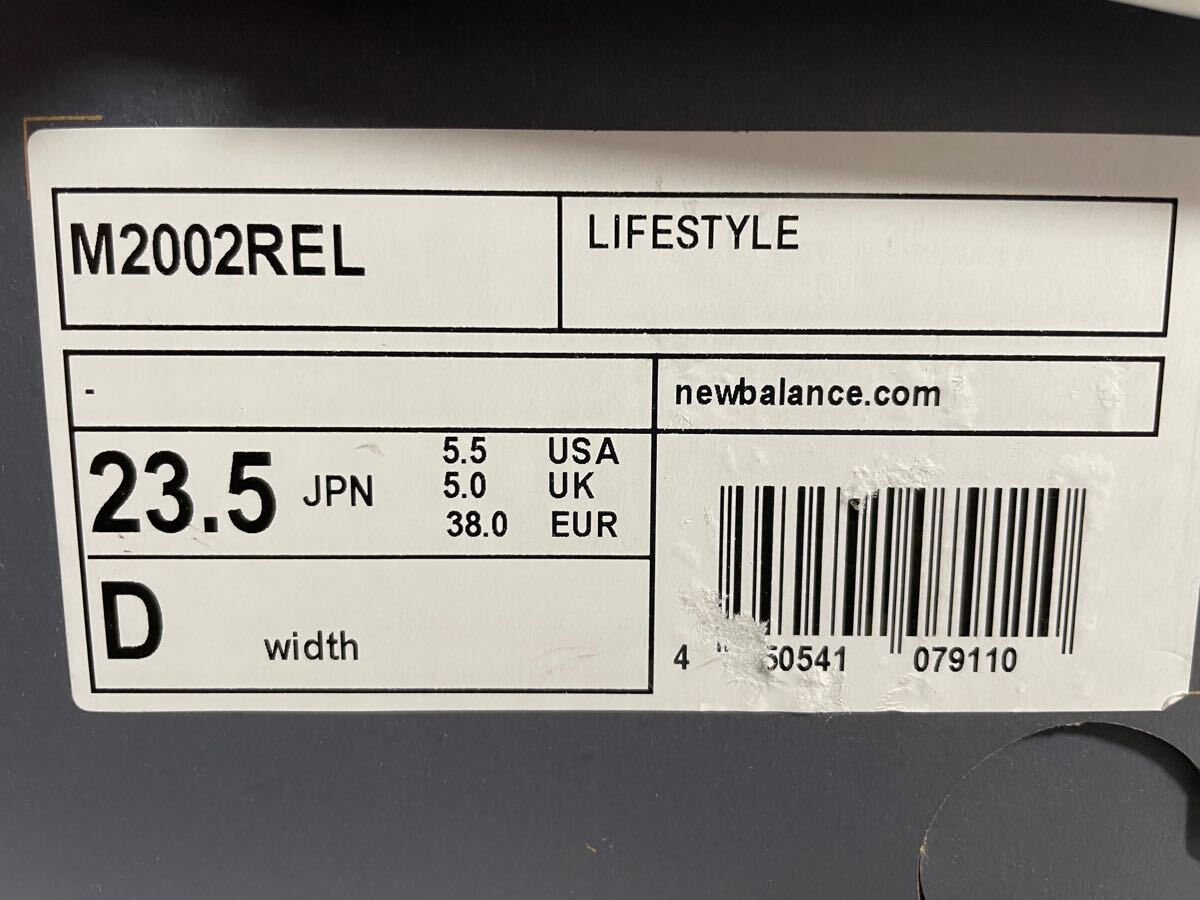 M2002REL
LIFESTYLE
-
newbalance.com
23.5 JPN
5.5 USA
5.0 UK
38.0 EUR
D width
4 079110